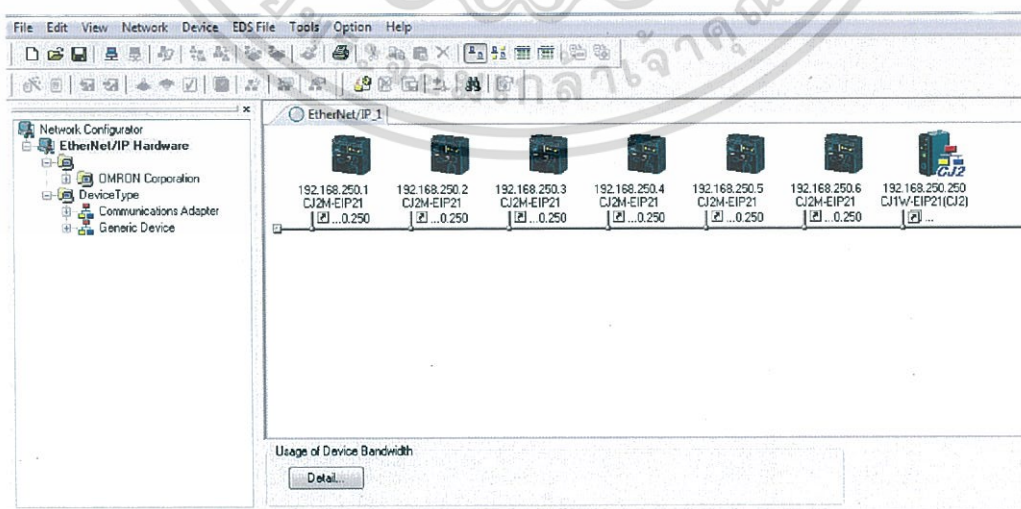 File Edit View Network Device EDS File Tools Option Help
EtherNet/IP_1
Network Configurator
EtherNet/IP Hardware
OMRON Corporation
DeviceType
Communications Adapter
Generic Device
192.168.250.1 192.168.250.2 192.168.250.3 192.168.250.4 192.168.250.5 192.168.250.6 192.168.250.250
CJ2M-EIP21 CJ2M-EIP21 CJ2M-EIP21 CJ2M-EIP21 CJ2M-EIP21 CJ2M-EIP21 CJ1W-EIP21(CJ2)
...0.250 ...0.250 ...0.250 ...0.250 ...0.250 ...0.250 ...
CJ2
Usage of Device Bandwidth
Detail...